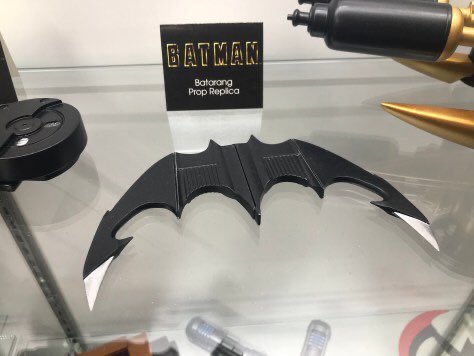 BATMAN
Batarang
Prop Replica